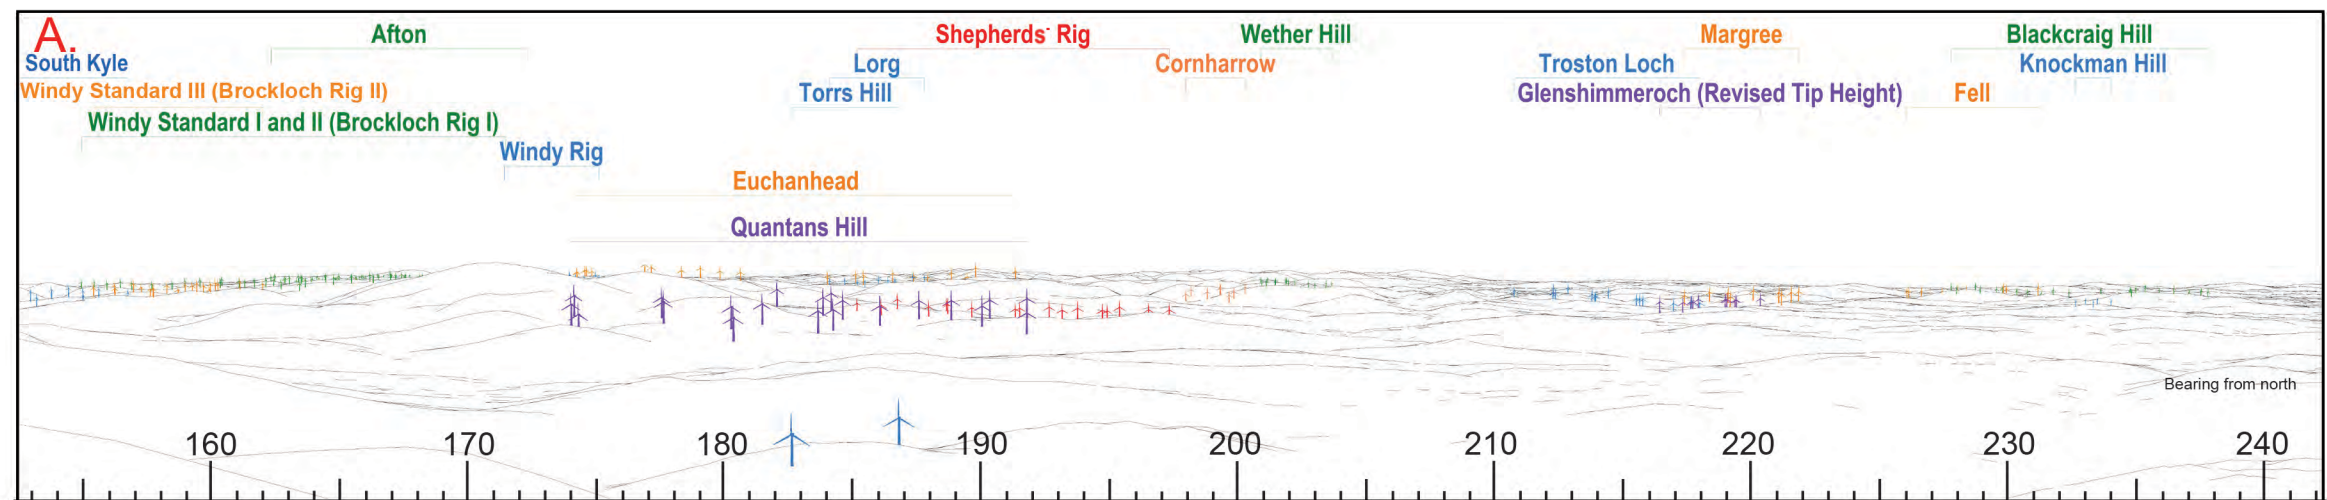 A.
Afton
Shepherds' Rig
Wether Hill
Margree
Blackcraig Hill
South Kyle
Lorg
Cornharrow
Troston Loch
Knockman Hill
Windy Standard III (Brockloch Rig II)
Torrs Hill
Glenshimmeroch (Revised Tip Height)
Fell
Windy Standard I and II (Brockloch Rig I)
Windy Rig
Euchanhead
Quantans Hill
Bearing from north
160 170 180 190 200 210 220 230 240